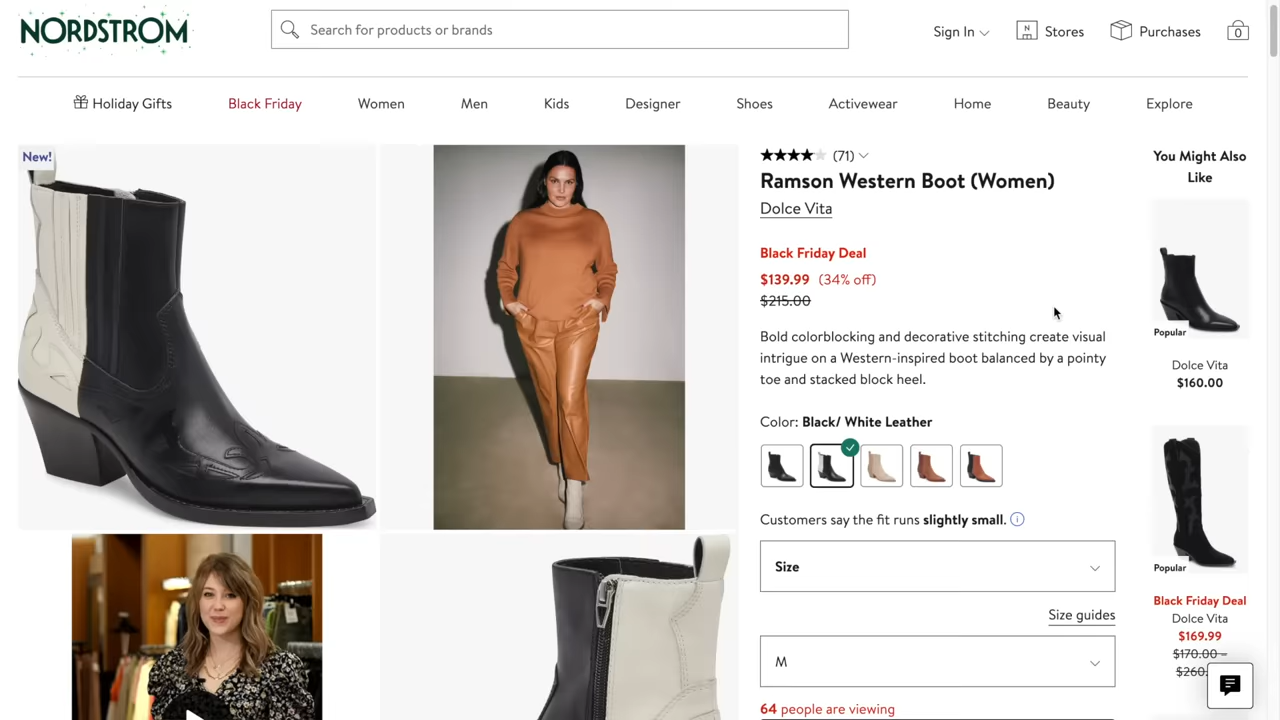 NORDSTROM
Search for products or brands
Sign In
Stores
Purchases
0
Holiday Gifts
Black Friday
Women
Men
Kids
Designer
Shoes
Activewear
Home
Beauty
Explore
New!
(71)
Ramson Western Boot (Women)
Dolce Vita
Black Friday Deal
$139.99 (34% off)
$215.00
Bold colorblocking and decorative stitching create visual
intrigue on a Western-inspired boot balanced by a pointy
toe and stacked block heel.
Color: Black/ White Leather
Customers say the fit runs slightly small.
Size
Size guides
M
64 people are viewing
You Might Also
Like
Popular
Dolce Vita
$160.00
Popular
Black Friday Deal
Dolce Vita
$169.99
$170.00 –
$260.